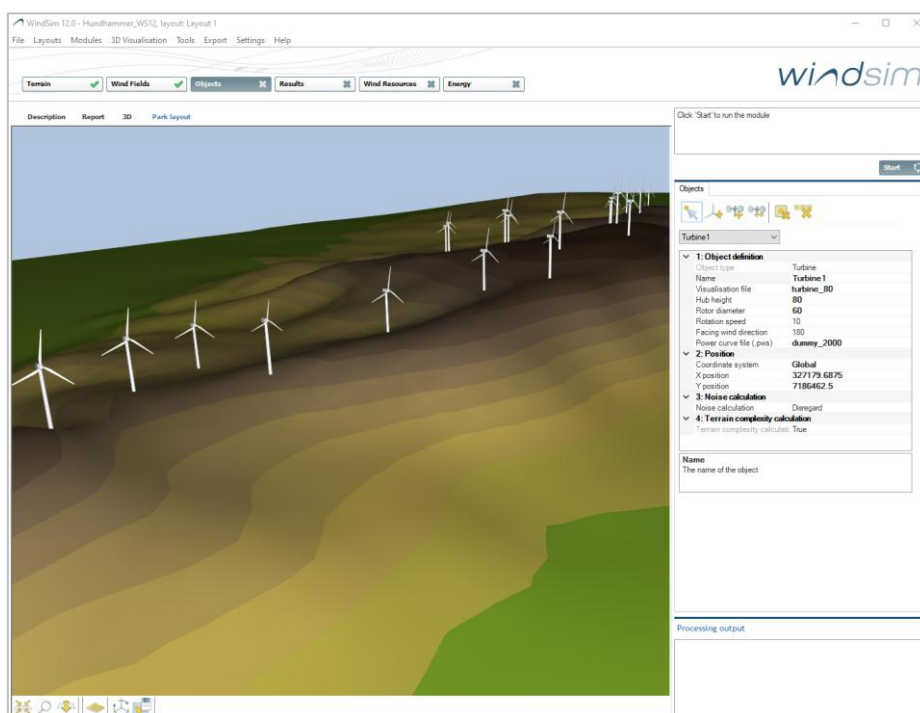 WindSim 12.0 - Hundhammer_WS12, layout: Layout 1
File Layouts Modules 3D Visualisation Tools Export Settings Help
Terrain Wind Fields Objects Results Wind Resources Energy
windsim
Description Report 3D Park layout
Click 'Start' to run the module
Start
Objects
Turbine1
1: Object definition
Object type Turbine
Name Turbine1
Visualisation file turbine_80
Hub height 80
Rotor diameter 60
Rotation speed 10
Facing wind direction 180
Power curve file (.pws) dummy_2000
2: Position
Coordinate system Global
X position 327179.6875
Y position 7186462.5
3: Noise calculation
Noise calculation Disregard
4: Terrain complexity calculation
Terrain complexity calculati True
Name
The name of the object
Processing output